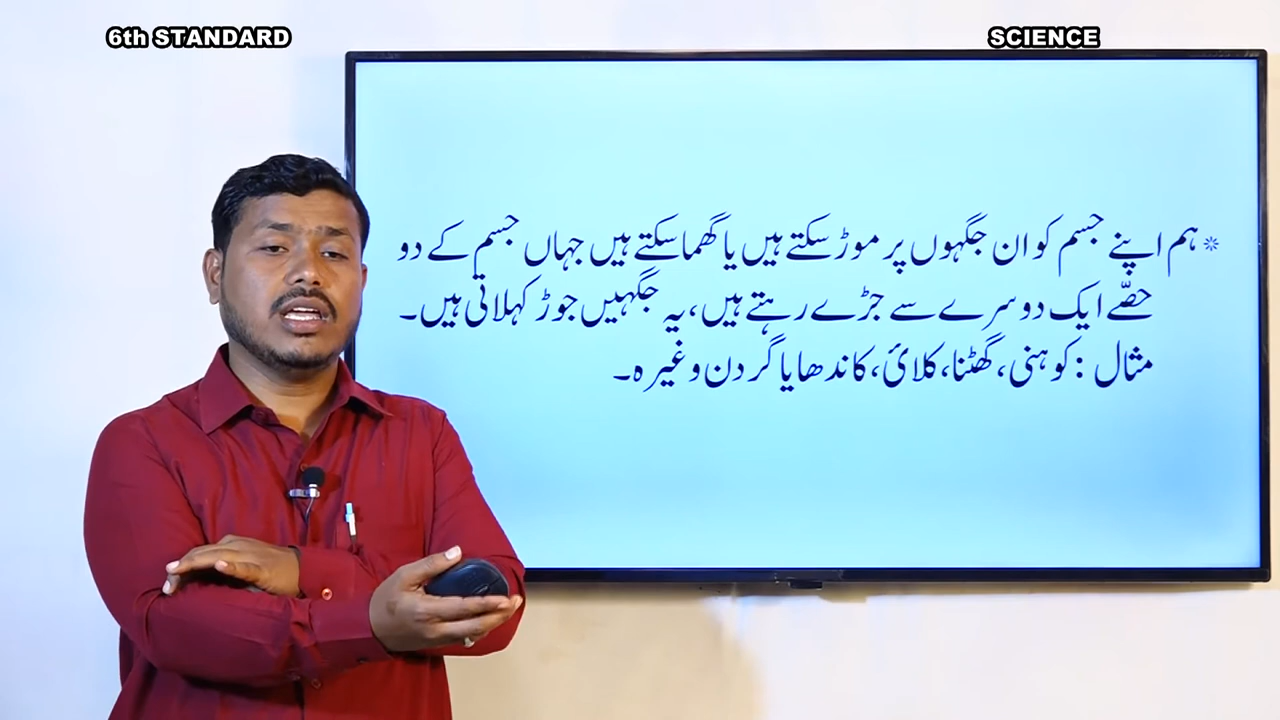 6th STANDARD
SCIENCE
* ہم اپنے جسم کو ان جگہوں پر موڑ سکتے ہیں یا گھما سکتے ہیں جہاں جسم کے دو
حصّے ایک دوسرے سے جڑے رہتے ہیں، یہ جگہیں جوڑ کہلاتی ہیں۔
مثال : کوہنی، گھٹنا، کلائ، کاندھا یا گردن وغیرہ۔